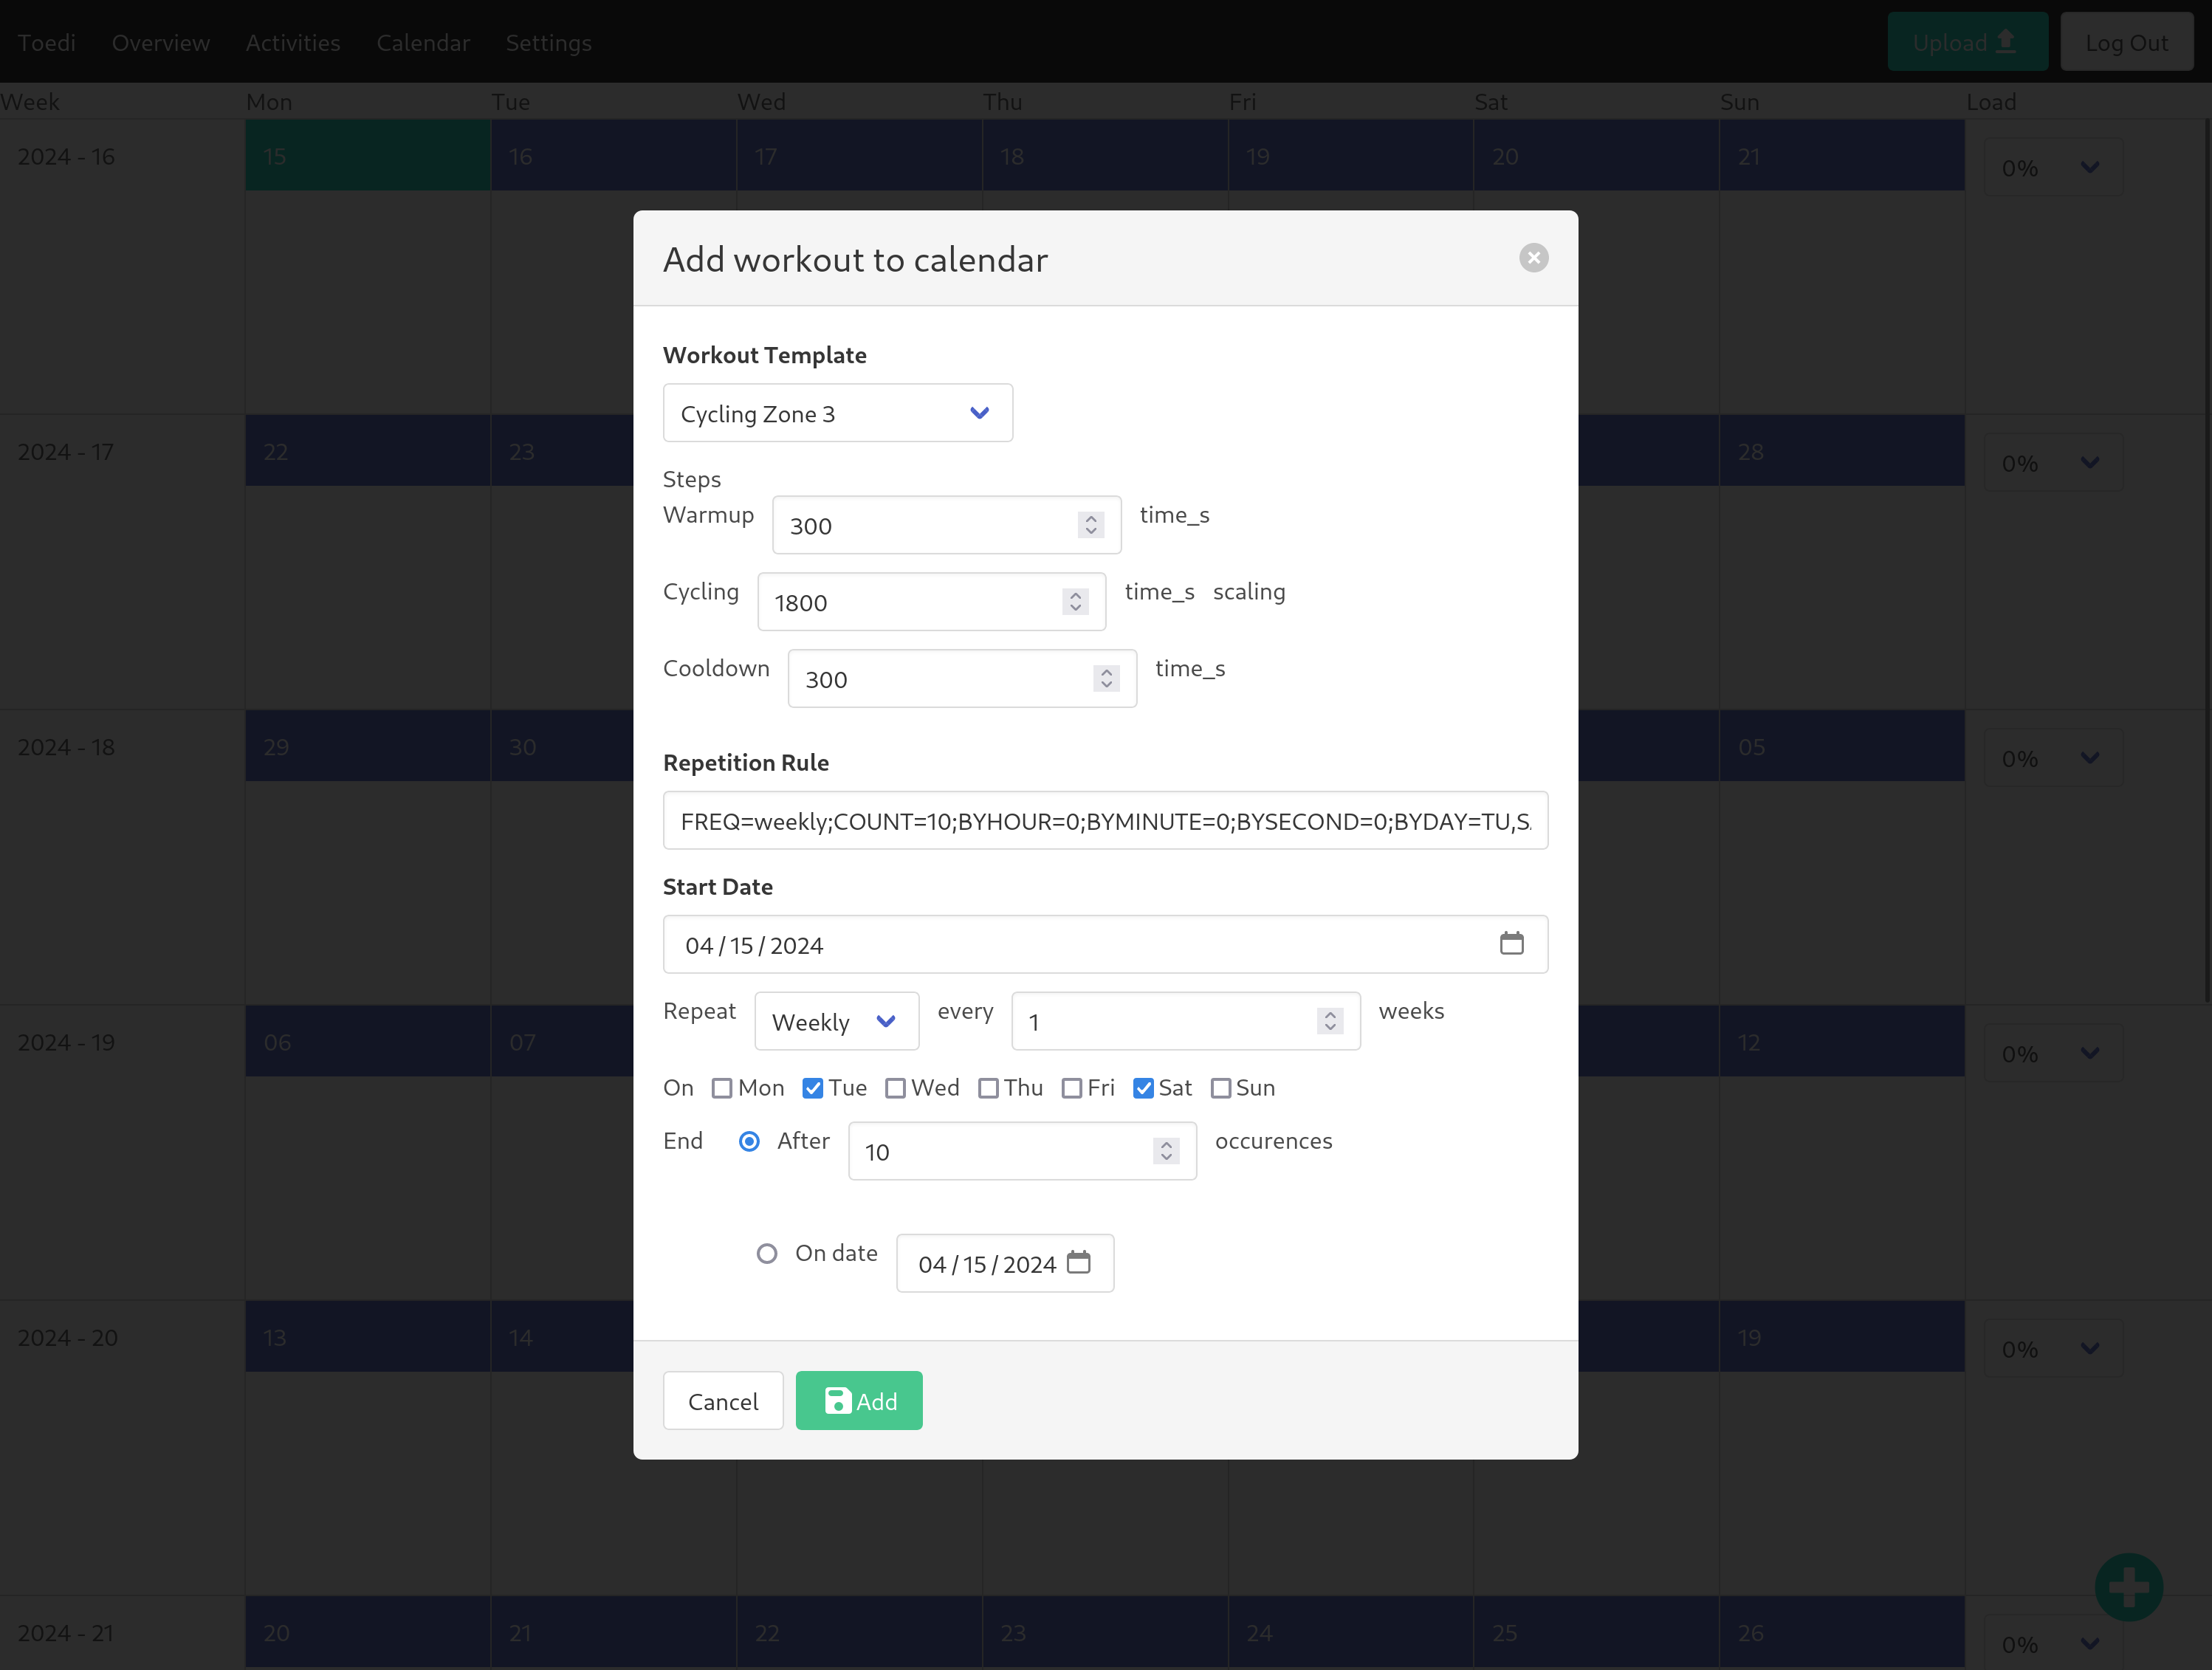 Toedi Overview Activities Calendar Settings Upload Log Out
Week Mon Tue Wed Thu Fri Sat Sun Load
2024 - 16 15 16 17 18 19 20 21 0%
Add workout to calendar
Workout Template
Cycling Zone 3
2024 - 17 22 23 28 0%
Steps
Warmup 300 time_s
Cycling 1800 time_s scaling
Cooldown 300 time_s
2024 - 18 29 30 05 0%
Repetition Rule
FREQ=weekly;COUNT=10;BYHOUR=0;BYMINUTE=0;BYSECOND=0;BYDAY=TU,S
Start Date
04/15/2024
Repeat Weekly every 1 weeks
2024 - 19 06 07 12 0%
On Mon Tue Wed Thu Fri Sat Sun
End After 10 occurences
On date 04/15/2024
2024 - 20 13 14 19 0%
Cancel Add
2024 - 21 20 21 22 23 24 25 26 0%